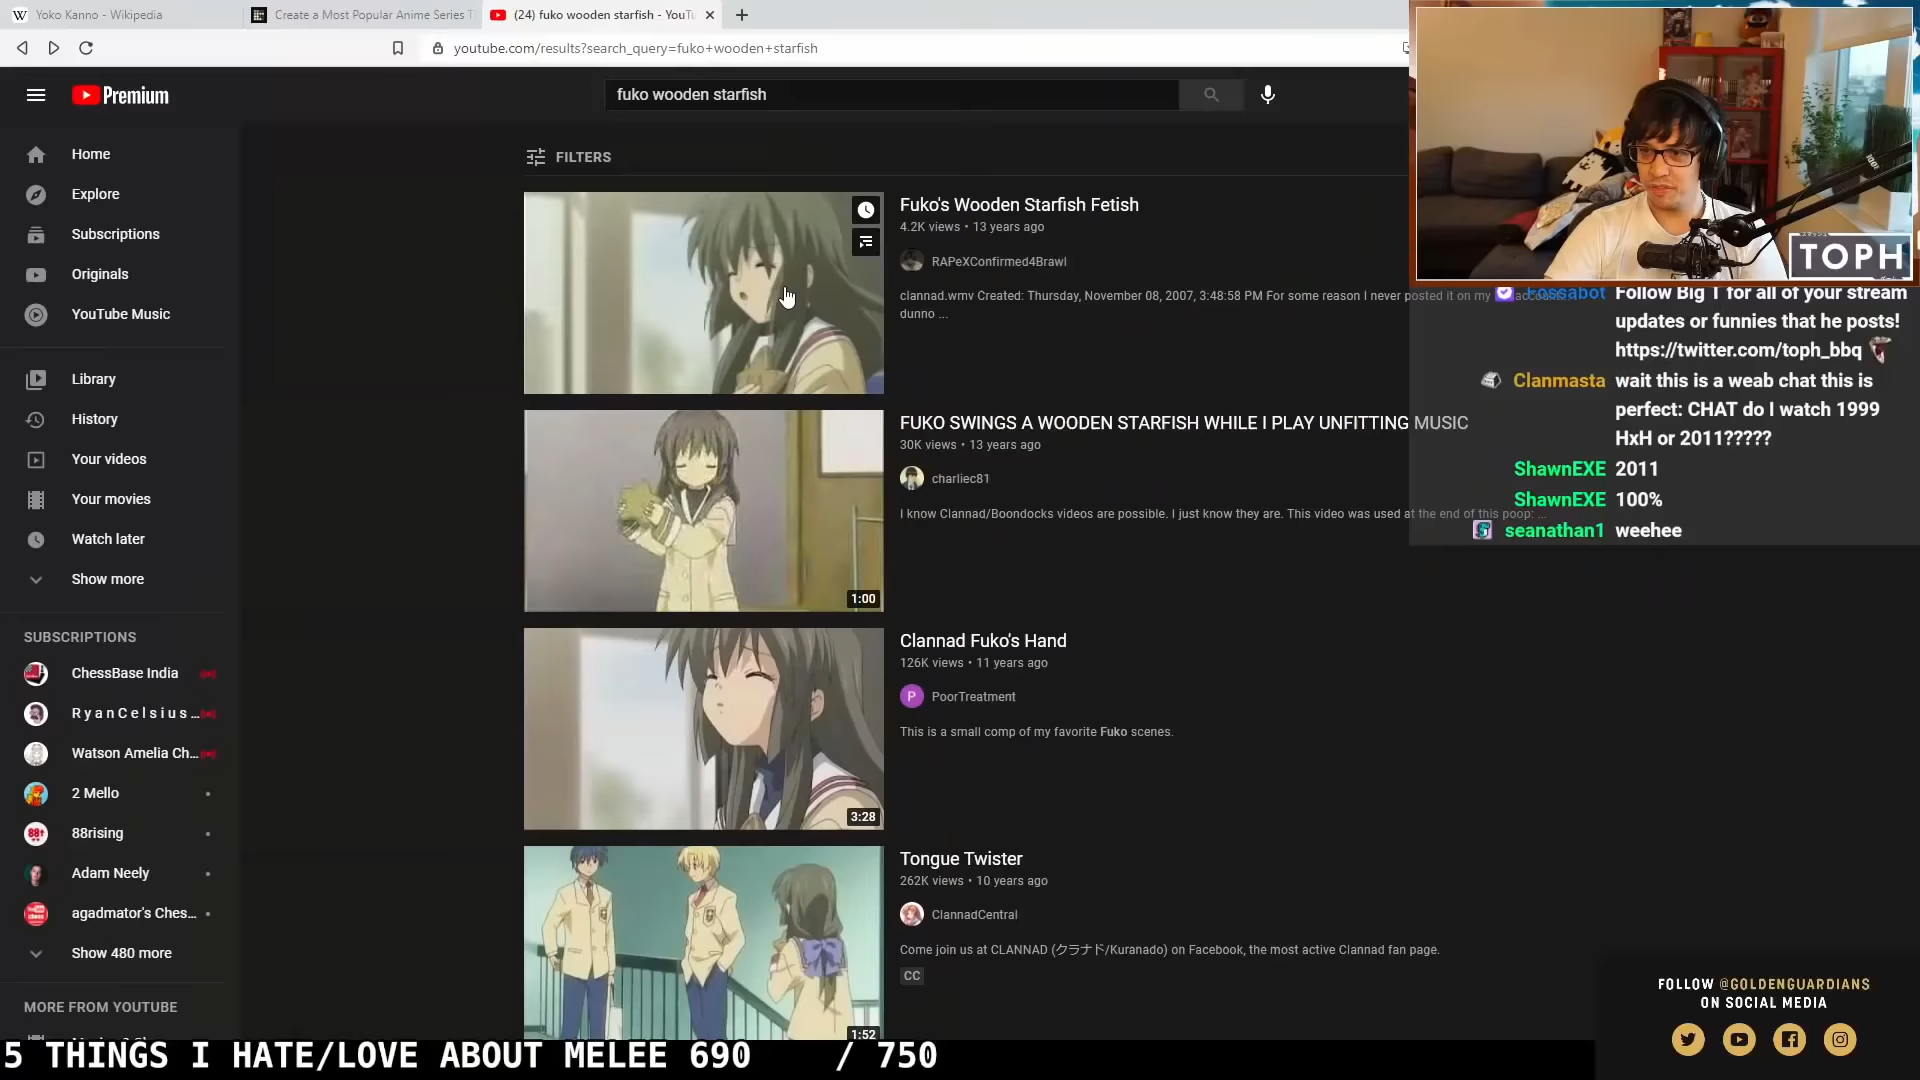 Yoko Kanno - Wikipedia
Create a Most Popular Anime Series T
(24) fuko wooden starfish - YouTu
youtube.com/results?search_query=fuko+wooden+starfish
Premium
fuko wooden starfish
Home
Explore
Subscriptions
Originals
YouTube Music
Library
History
Your videos
Your movies
Watch later
Show more
SUBSCRIPTIONS
ChessBase India
R y a n C e l s i u s ...
Watson Amelia Ch...
2 Mello
88rising
Adam Neely
agadmator's Ches...
Show 480 more
MORE FROM YOUTUBE
FILTERS
Fuko's Wooden Starfish Fetish
4.2K views • 13 years ago
RAPeXConfirmed4Brawl
clannad.wmv Created: Thursday, November 08, 2007, 3:48:58 PM For some reason I never posted it on my
dunno ...
FUKO SWINGS A WOODEN STARFISH WHILE I PLAY UNFITTING MUSIC
30K views • 13 years ago
charliec81
I know Clannad/Boondocks videos are possible. I just know they are. This video was used at the end of this poop: ...
1:00
Clannad Fuko's Hand
126K views • 11 years ago
P
PoorTreatment
This is a small comp of my favorite Fuko scenes.
3:28
Tongue Twister
262K views • 10 years ago
ClannadCentral
Come join us at CLANNAD (クラナド/Kuranado) on Facebook, the most active Clannad fan page.
CC
1:52
TOPH
Fossabot Follow Big T for all of your stream
updates or funnies that he posts!
https://twitter.com/toph_bbq
Clanmasta wait this is a weab chat this is
perfect: CHAT do I watch 1999
HxH or 2011?????
ShawnEXE 2011
ShawnEXE 100%
seanathan1 weehee
FOLLOW @GOLDENGUARDIANS
ON SOCIAL MEDIA
5 THINGS I HATE/LOVE ABOUT MELEE 690 / 750